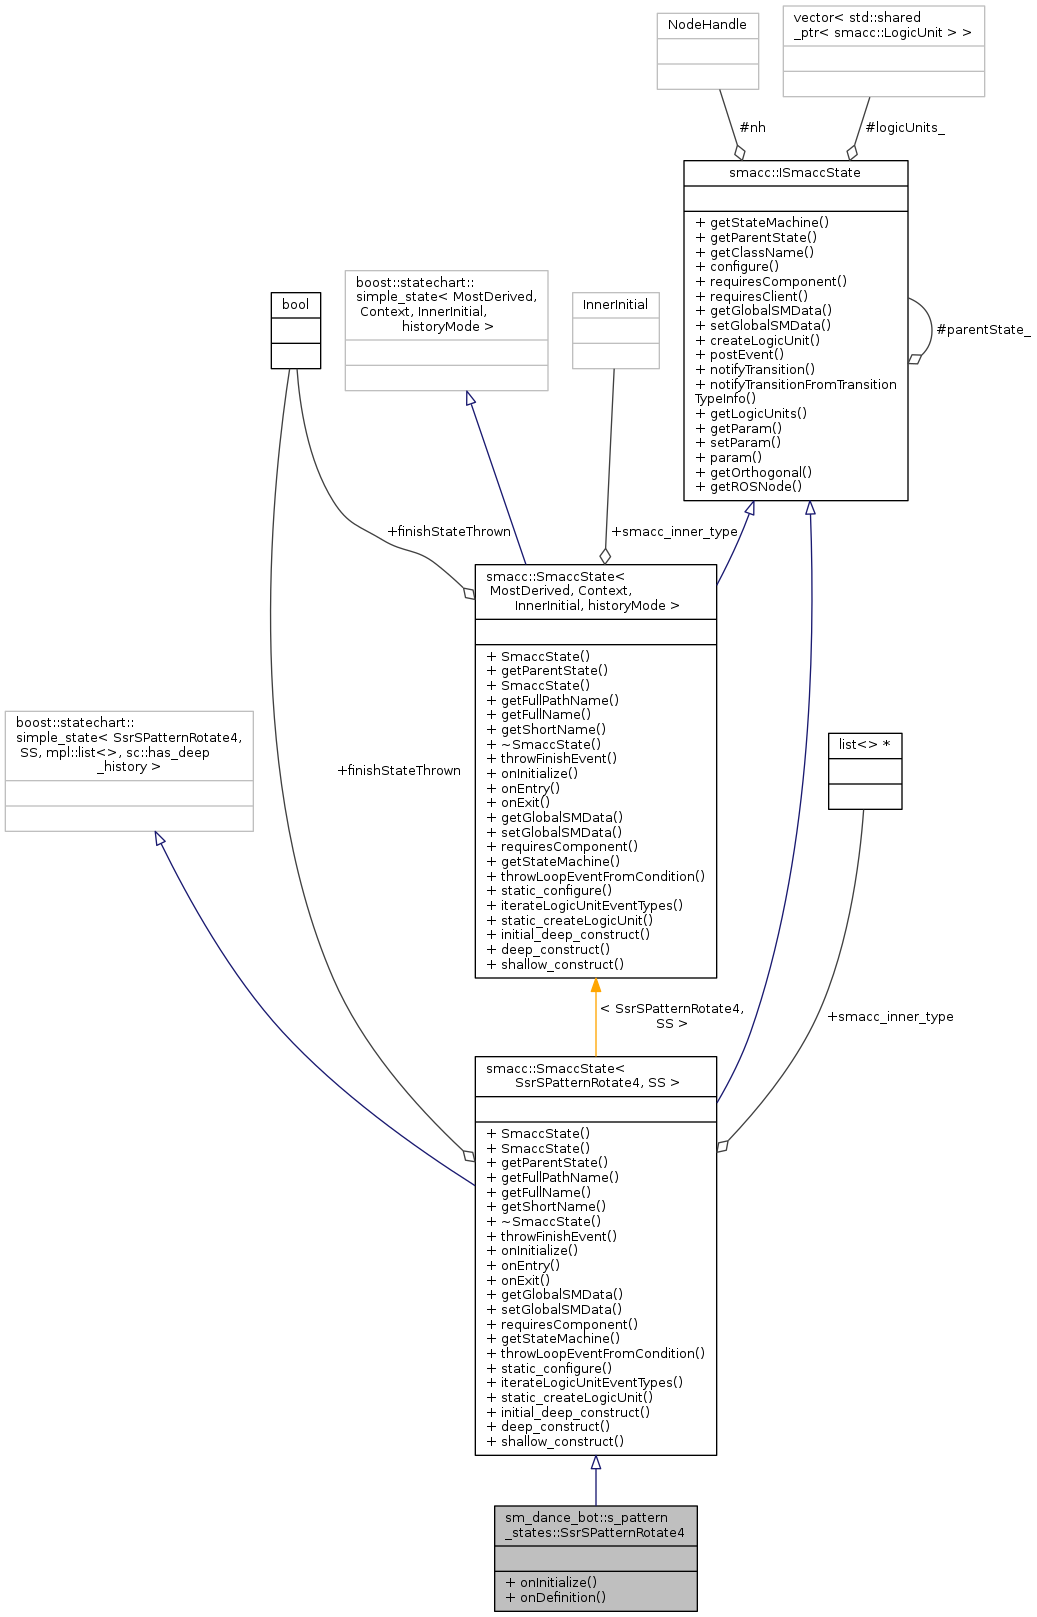 NodeHandle
vector< std::shared
_ptr< smacc::LogicUnit > >
#nh
#logicUnits_
smacc::ISmaccState
+ getStateMachine()
+ getParentState()
+ getClassName()
+ configure()
+ requiresComponent()
+ requiresClient()
+ getGlobalSMData()
+ setGlobalSMData()
+ createLogicUnit()
+ postEvent()
+ notifyTransition()
+ notifyTransitionFromTransition
TypeInfo()
+ getLogicUnits()
+ getParam()
+ setParam()
+ param()
+ getOrthogonal()
+ getROSNode()
#parentState_
boost::statechart::
simple_state< MostDerived,
Context, InnerInitial,
historyMode >
bool
InnerInitial
+finishStateThrown
+smacc_inner_type
smacc::SmaccState<
MostDerived, Context,
InnerInitial, historyMode >
+ SmaccState()
+ getParentState()
+ SmaccState()
+ getFullPathName()
+ getFullName()
+ getShortName()
+ ~SmaccState()
+ throwFinishEvent()
+ onInitialize()
+ onEntry()
+ onExit()
+ getGlobalSMData()
+ setGlobalSMData()
+ requiresComponent()
+ getStateMachine()
+ throwLoopEventFromCondition()
+ static_configure()
+ iterateLogicUnitEventTypes()
+ static_createLogicUnit()
+ initial_deep_construct()
+ deep_construct()
+ shallow_construct()
boost::statechart::
simple_state< SsrSPatternRotate4,
SS, mpl::list<>, sc::has_deep
_history >
+finishStateThrown
list<> *
< SsrSPatternRotate4,
SS >
+smacc_inner_type
smacc::SmaccState<
SsrSPatternRotate4, SS >
+ SmaccState()
+ SmaccState()
+ getParentState()
+ getFullPathName()
+ getFullName()
+ getShortName()
+ ~SmaccState()
+ throwFinishEvent()
+ onInitialize()
+ onEntry()
+ onExit()
+ getGlobalSMData()
+ setGlobalSMData()
+ requiresComponent()
+ getStateMachine()
+ throwLoopEventFromCondition()
+ static_configure()
+ iterateLogicUnitEventTypes()
+ static_createLogicUnit()
+ initial_deep_construct()
+ deep_construct()
+ shallow_construct()
sm_dance_bot::s_pattern
_states::SsrSPatternRotate4
+ onInitialize()
+ onDefinition()